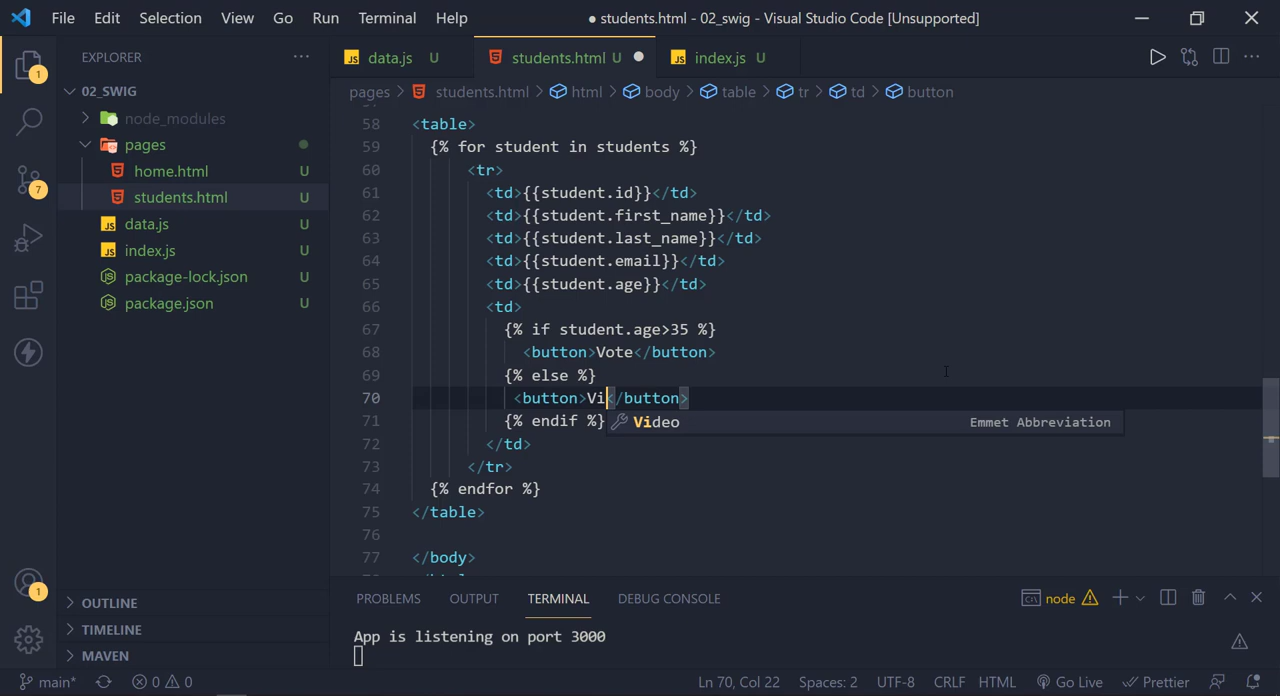 File Edit Selection View Go Run Terminal Help ● students.html - 02_swig - Visual Studio Code [Unsupported]
EXPLORER
data.js U students.html U index.js U
pages > students.html > html > body > table > tr > td > button
02_SWIG
node_modules
pages
home.html U
students.html U
data.js U
index.js U
package-lock.json U
package.json U
OUTLINE
TIMELINE
MAVEN
1
7
1
58 <table>
59 {% for student in students %}
60 <tr>
61 <td>{{student.id}}</td>
62 <td>{{student.first_name}}</td>
63 <td>{{student.last_name}}</td>
64 <td>{{student.email}}</td>
65 <td>{{student.age}}</td>
66 <td>
67 {% if student.age>35 %}
68 <button>Vote</button>
69 {% else %}
70 <button>Vi</button>
71 {% endif %}
Video Emmet Abbreviation
72 </td>
73 </tr>
74 {% endfor %}
75 </table>
76
77 </body>
PROBLEMS OUTPUT TERMINAL DEBUG CONSOLE node
App is listening on port 3000
main* 0 0 Ln 70, Col 22 Spaces: 2 UTF-8 CRLF HTML Go Live Prettier